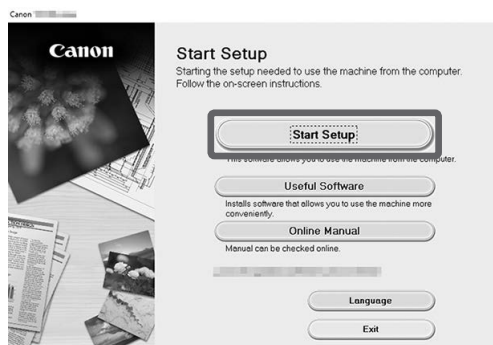 Canon
Canon
Start Setup
Starting the setup needed to use the machine from the computer.
Follow the on-screen instructions.
Start Setup
This software allows you to use the machine from the computer.
Useful Software
Installs software that allows you to use the machine more
conveniently.
Online Manual
Manual can be checked online.
Language
Exit